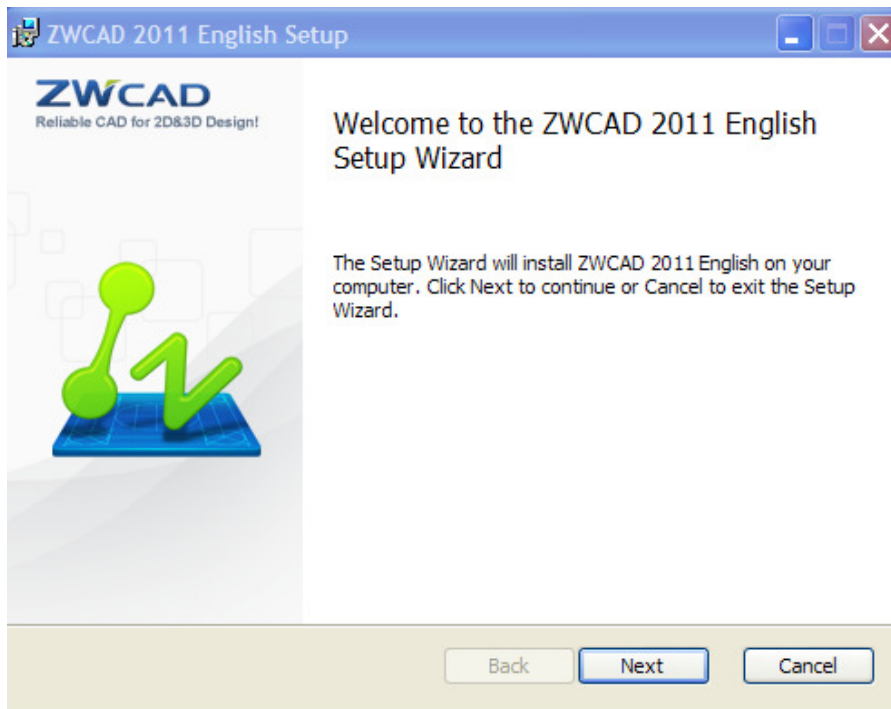 ZWCAD 2011 English Setup
ZWCAD
Reliable CAD for 2D&3D Design!
Welcome to the ZWCAD 2011 English
Setup Wizard
The Setup Wizard will install ZWCAD 2011 English on your
computer. Click Next to continue or Cancel to exit the Setup
Wizard.
Back
Next
Cancel